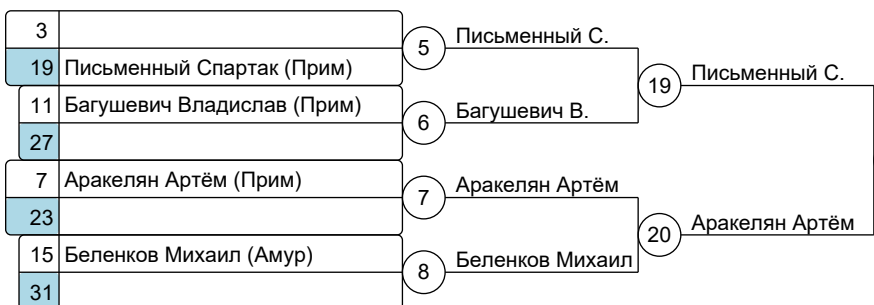 3
19 Письменный Спартак (Прим)
5 Письменный С.
11 Багушевич Владислав (Прим)
27
6 Багушевич В.
19 Письменный С.
7 Аракелян Артём (Прим)
23
7 Аракелян Артём
15 Беленков Михаил (Амур)
31
8 Беленков Михаил
20 Аракелян Артём